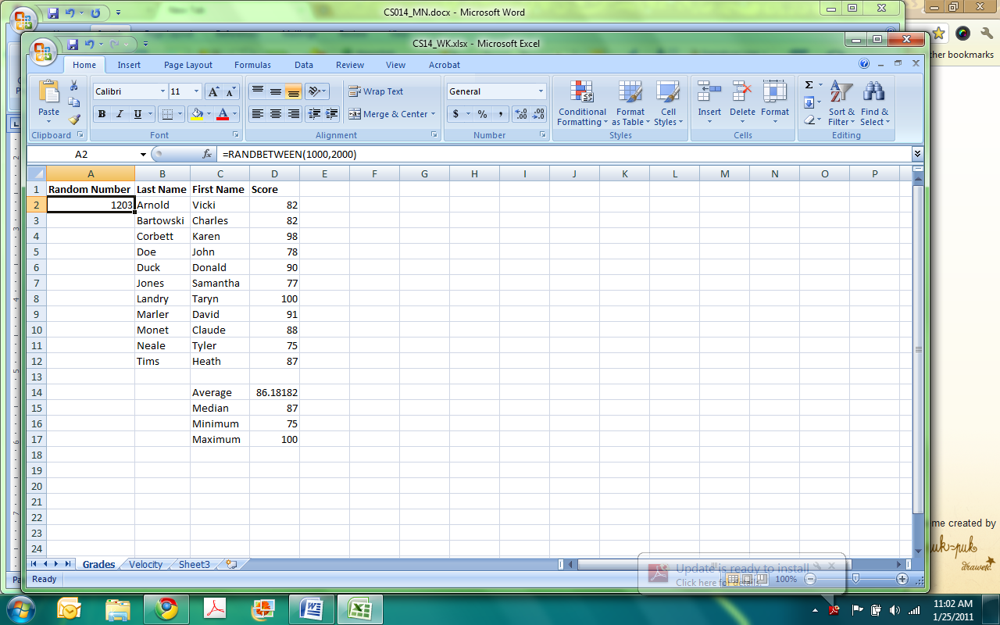 New Tab
CS014_MN.docx - Microsoft Word
CS14_WK.xlsx - Microsoft Excel
Home Insert Page Layout Formulas Data Review View Acrobat
ther bookmarks
Paste
Calibri 11
B I U A
Wrap Text
Merge & Center
General
$ % ,
Conditional Formatting
Format as Table
Cell Styles
Insert Delete Format
Σ
Sort & Filter
Find & Select
Clipboard Font Alignment Number Styles Cells Editing
A2 fx =RANDBETWEEN(1000,2000)
A B C D E F G H I J K L M N O P
1 Random Number Last Name First Name Score
2 1203 Arnold Vicki 82
3 Bartowski Charles 82
4 Corbett Karen 98
5 Doe John 78
6 Duck Donald 90
7 Jones Samantha 77
8 Landry Taryn 100
9 Marler David 91
10 Monet Claude 88
11 Neale Tyler 75
12 Tims Heath 87
13
14 Average 86.18182
15 Median 87
16 Minimum 75
17 Maximum 100
18
19
20
21
22
23
24
me created by
Grades Velocity Sheet3
Update is ready to install
Click here for details.
Ready
100%
11:02 AM
1/25/2011